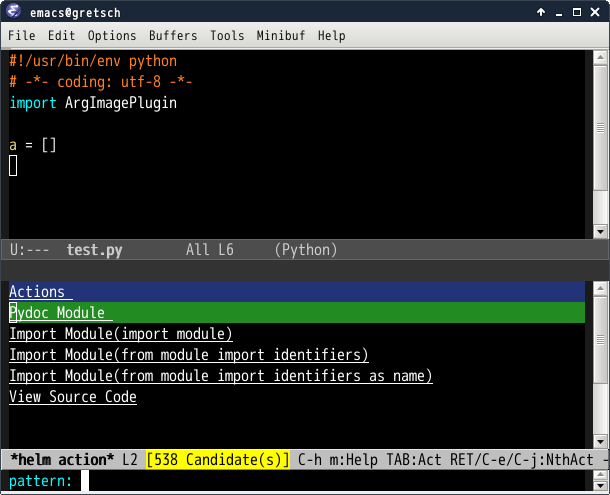 emacs@gretsch
File Edit Options Buffers Tools Minibuf Help
#!/usr/bin/env python
# -*- coding: utf-8 -*-
import ArgImagePlugin
a = []
U:--- test.py All L6 (Python)
Actions
Pydoc Module
Import Module(import module)
Import Module(from module import identifiers)
Import Module(from module import identifiers as name)
View Source Code
*helm action* L2 [538 Candidate(s)] C-h m:Help TAB:Act RET/C-e/C-j:NthAct -
pattern: